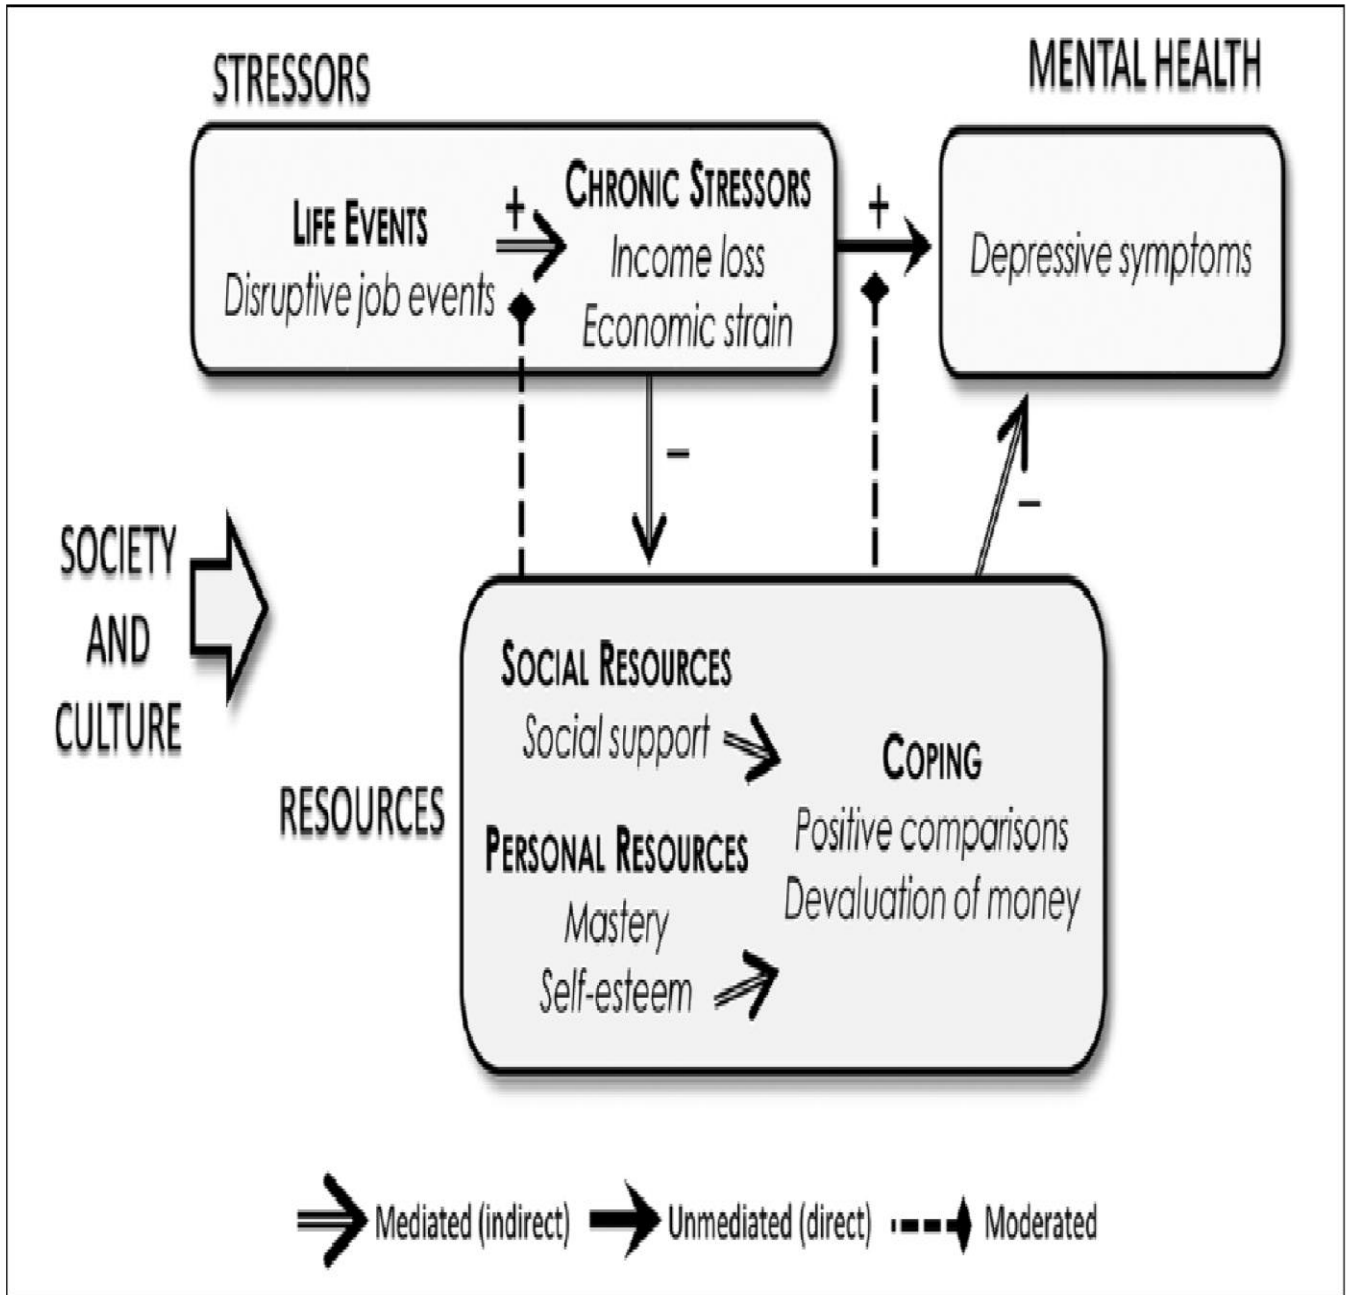 STRESSORS
MENTAL HEALTH
LIFE EVENTS
Disruptive job events
+
CHRONIC STRESSORS
Income loss
Economic strain
+
Depressive symptoms
–
–
SOCIETY
AND
CULTURE
RESOURCES
SOCIAL RESOURCES
Social support
PERSONAL RESOURCES
Mastery
Self-esteem
COPING
Positive comparisons
Devaluation of money
Mediated (indirect)
Unmediated (direct)
Moderated